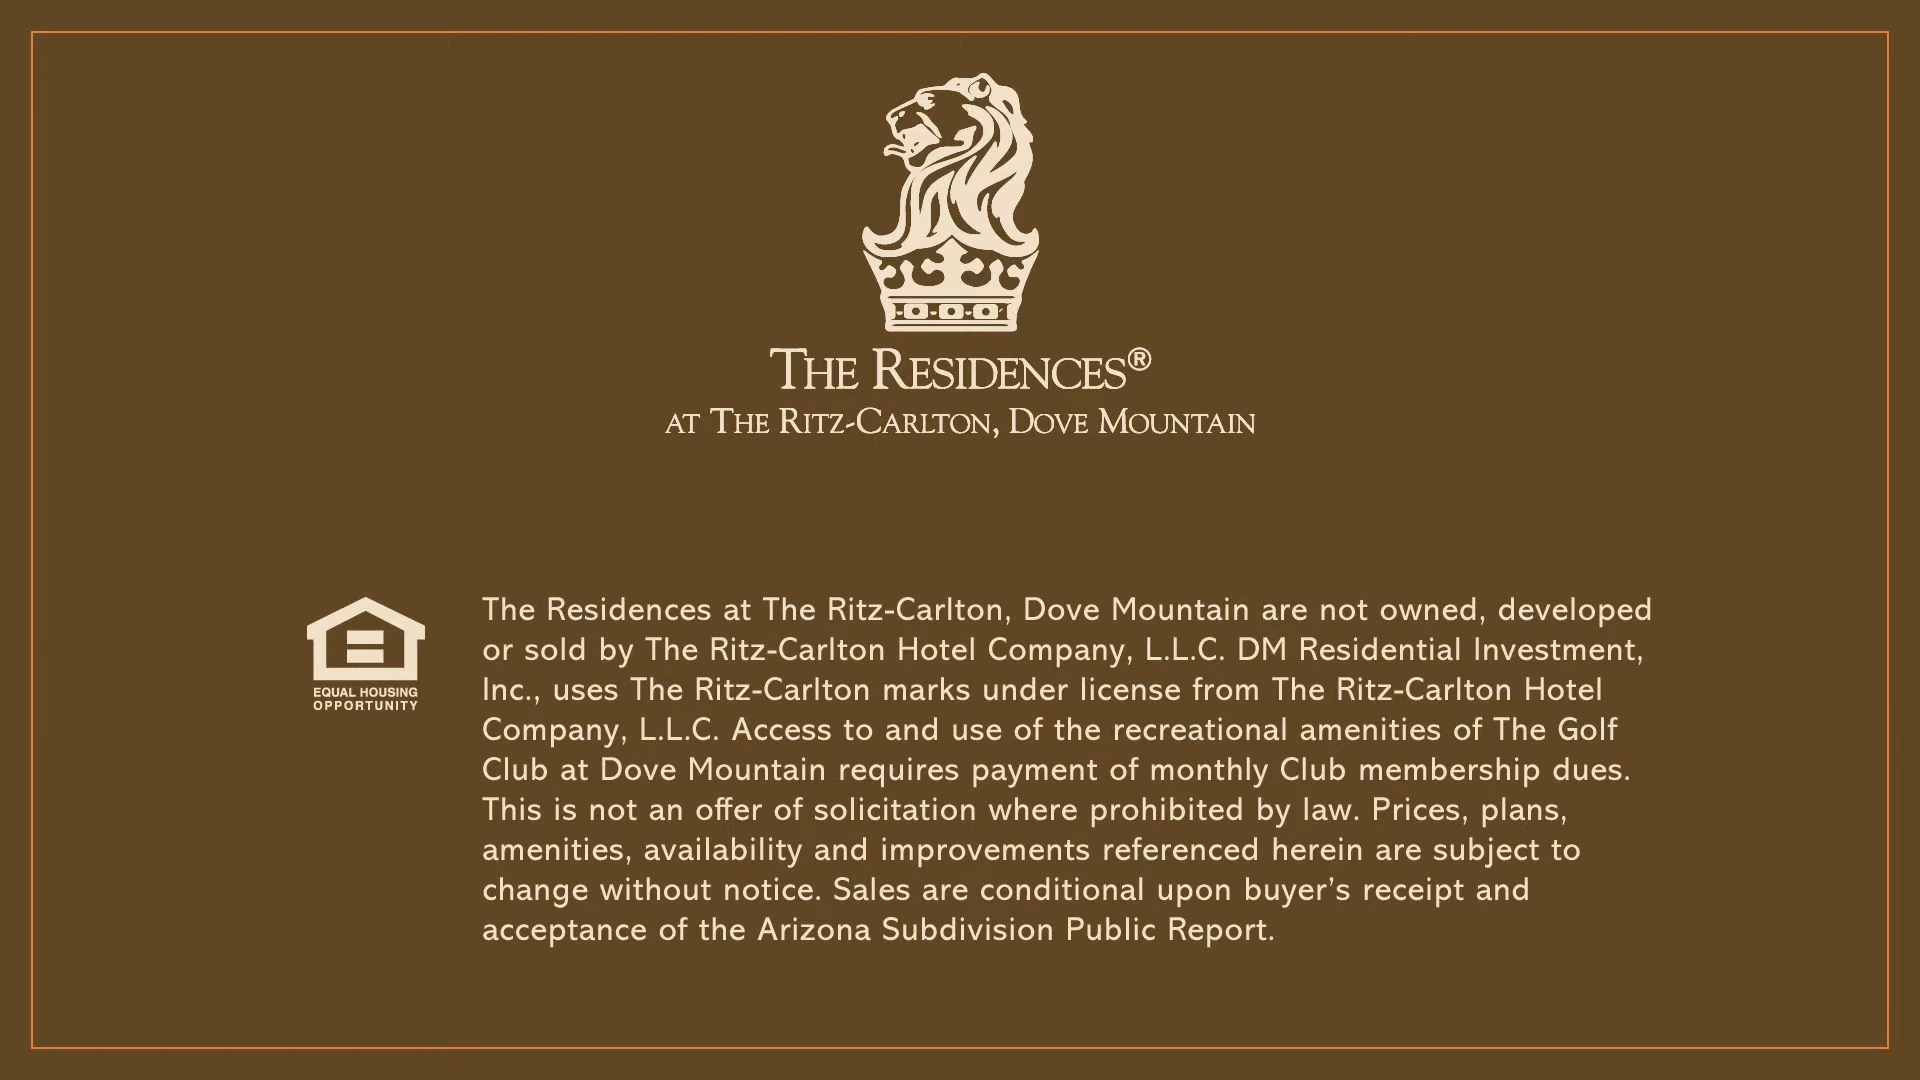 The Residences®
at The Ritz-Carlton, Dove Mountain
EQUAL HOUSING
OPPORTUNITY
The Residences at The Ritz-Carlton, Dove Mountain are not owned, developed
or sold by The Ritz-Carlton Hotel Company, L.L.C. DM Residential Investment,
Inc., uses The Ritz-Carlton marks under license from The Ritz-Carlton Hotel
Company, L.L.C. Access to and use of the recreational amenities of The Golf
Club at Dove Mountain requires payment of monthly Club membership dues.
This is not an offer of solicitation where prohibited by law. Prices, plans,
amenities, availability and improvements referenced herein are subject to
change without notice. Sales are conditional upon buyer’s receipt and
acceptance of the Arizona Subdivision Public Report.